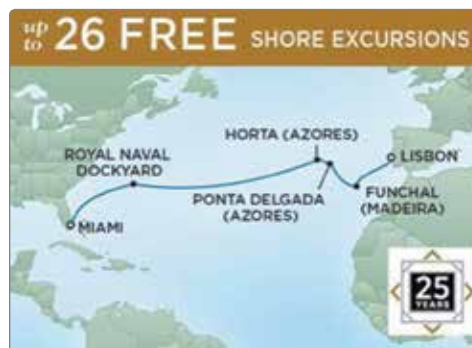 up to 26 FREE SHORE EXCURSIONS
HORTA (AZORES)
ROYAL NAVAL
DOCKYARD
LISBON
PONTA DELGADA
(AZORES)
FUNCHAL
(MADEIRA)
MIAMI
25
YEARS